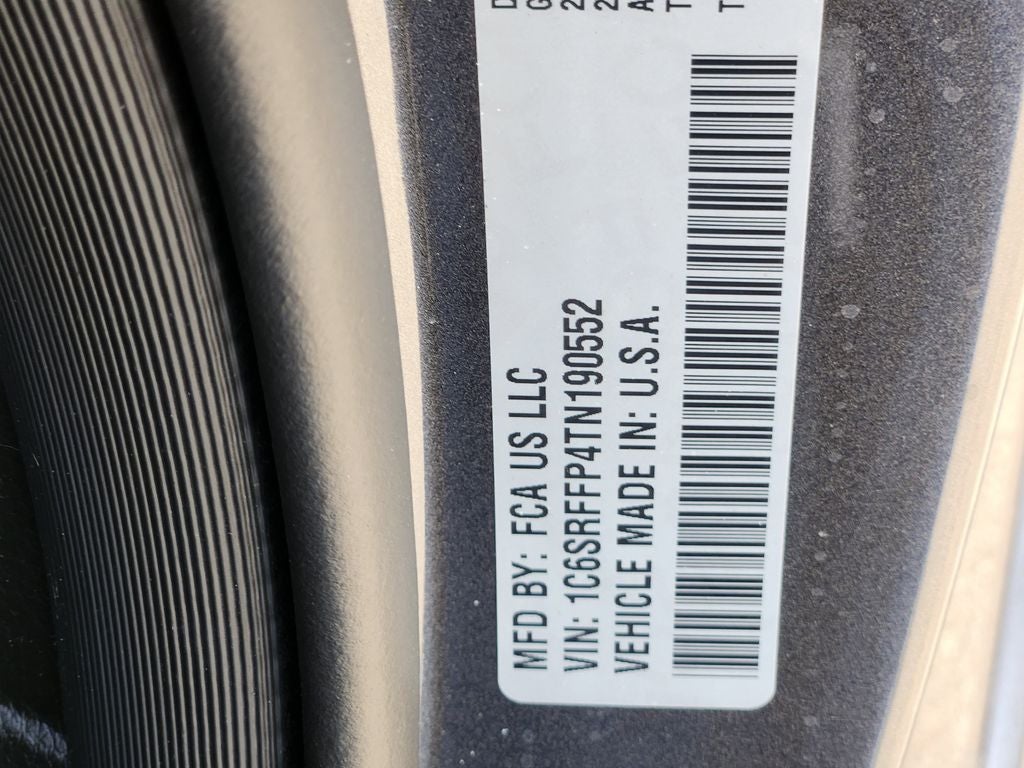 MFD BY: FCA US LLC
VIN: 1C6SRFFP4TN190552
VEHICLE MADE IN: U.S.A.